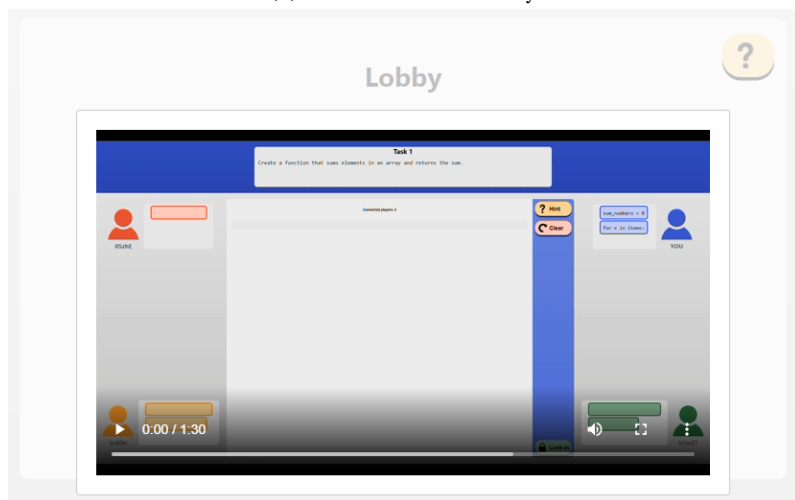 ?
Lobby
Task 1
Create a function that sums elements in an array and returns the sum.
Connected players: 4
? Hint
Clear
sum_numbers = 0
for x in items:
YOU
0:00 / 1:30
Lock in